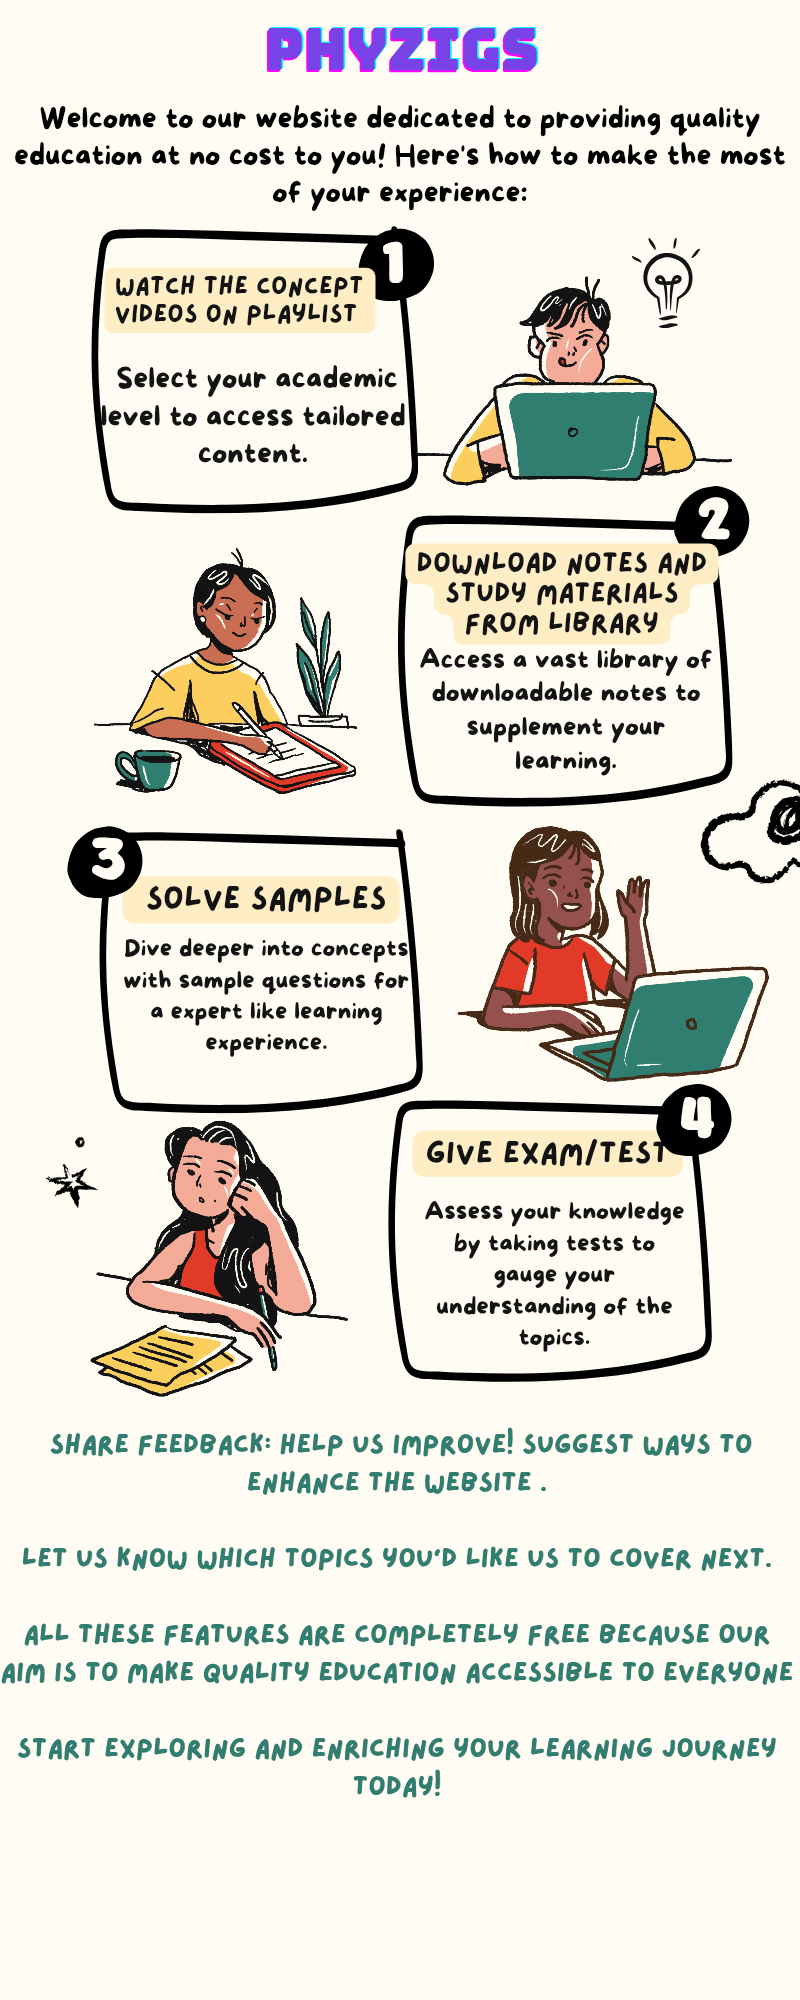 PHYZIGS
Welcome to our website dedicated to providing quality
education at no cost to you! Here's how to make the most
of your experience:
1
WATCH THE CONCEPT
VIDEOS ON PLAYLIST
Select your academic
level to access tailored
content.
2
DOWNLOAD NOTES AND
STUDY MATERIALS
FROM LIBRARY
Access a vast library of
downloadable notes to
supplement your
learning.
3
SOLVE SAMPLES
Dive deeper into concepts
with sample questions for
a expert like learning
experience.
4
GIVE EXAM/TEST
Assess your knowledge
by taking tests to
gauge your
understanding of the
topics.
SHARE FEEDBACK: HELP US IMPROVE! SUGGEST WAYS TO
ENHANCE THE WEBSITE .
LET US KNOW WHICH TOPICS YOU'D LIKE US TO COVER NEXT.
ALL THESE FEATURES ARE COMPLETELY FREE BECAUSE OUR
AIM IS TO MAKE QUALITY EDUCATION ACCESSIBLE TO EVERYONE
START EXPLORING AND ENRICHING YOUR LEARNING JOURNEY
TODAY!